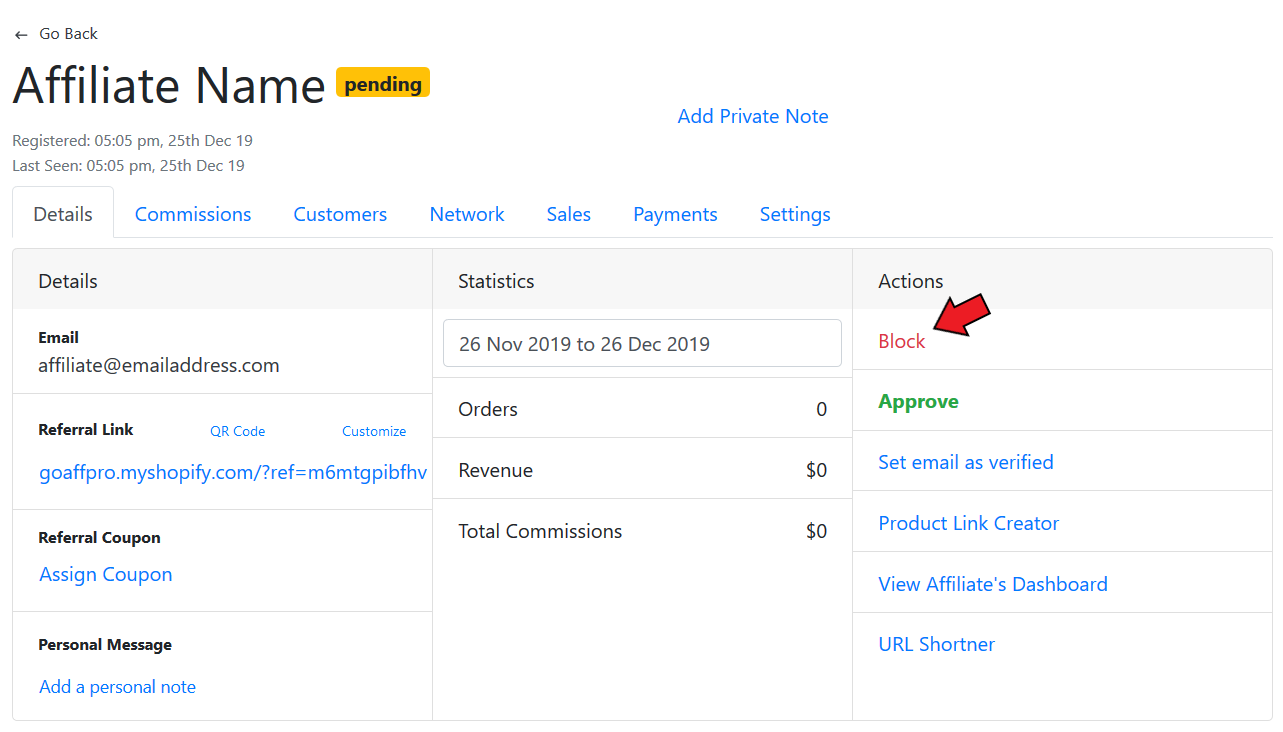 ← Go Back
Affiliate Name pending
Add Private Note
Registered: 05:05 pm, 25th Dec 19
Last Seen: 05:05 pm, 25th Dec 19
Details Commissions Customers Network Sales Payments Settings
Details
Email
affiliate@emailaddress.com
Referral Link QR Code Customize
goaffpro.myshopify.com/?ref=m6mtgpibfhv
Referral Coupon
Assign Coupon
Personal Message
Add a personal note
Statistics
26 Nov 2019 to 26 Dec 2019
Orders 0
Revenue $0
Total Commissions $0
Actions
Block
Approve
Set email as verified
Product Link Creator
View Affiliate's Dashboard
URL Shortner